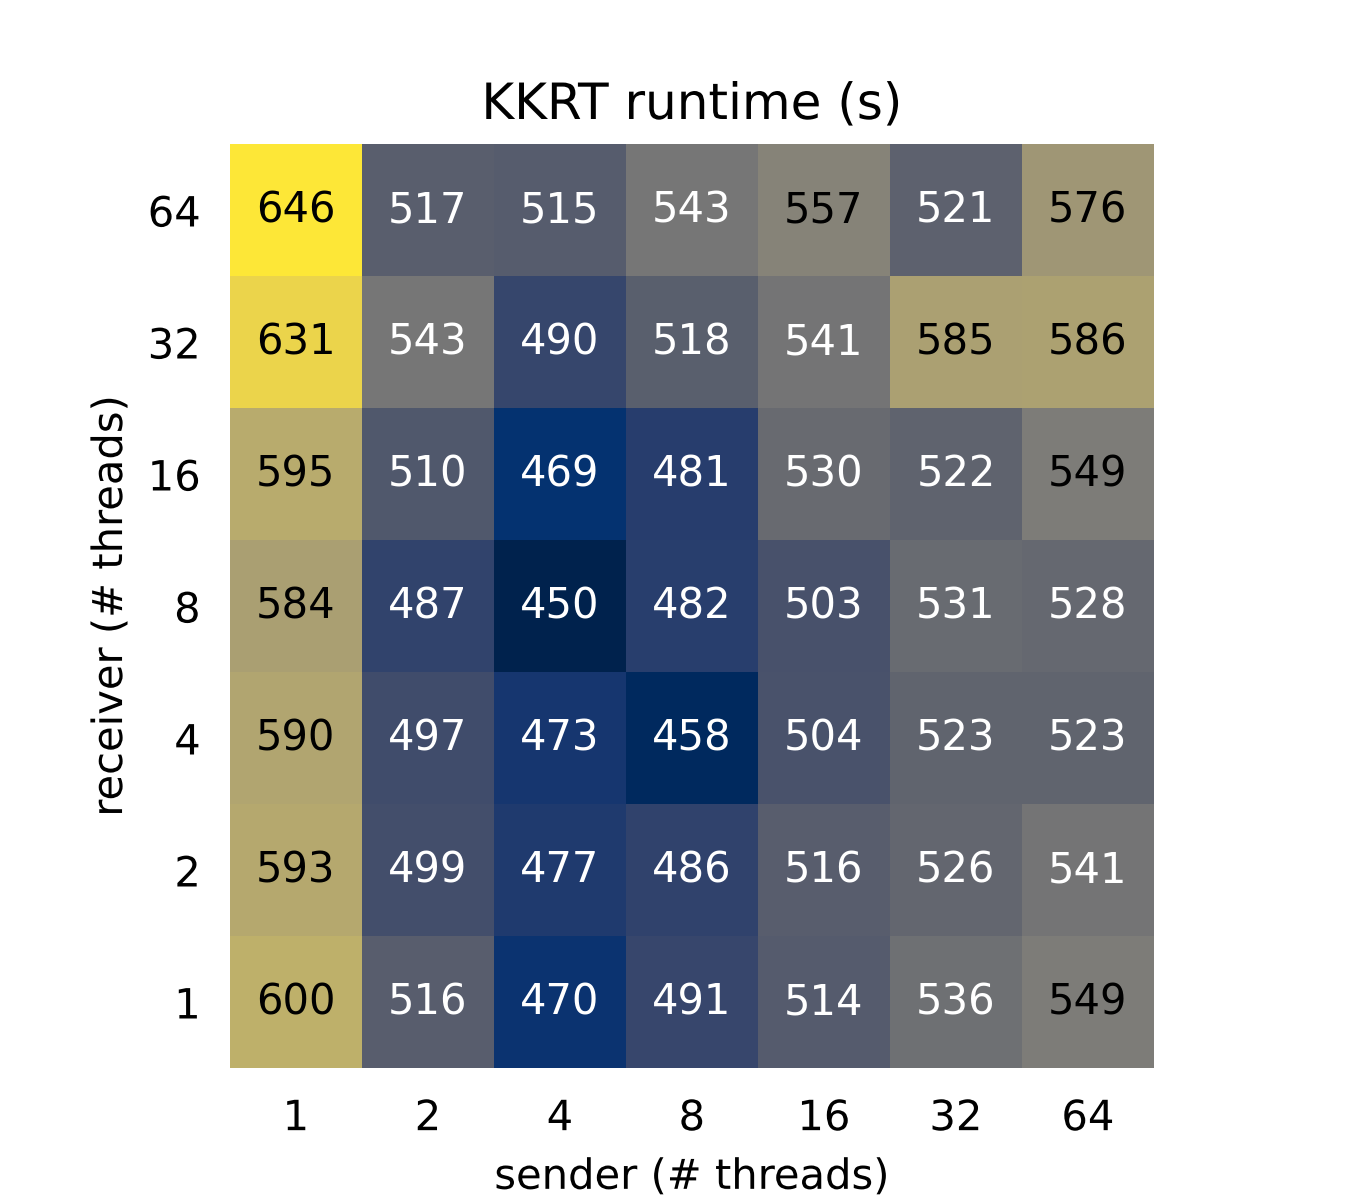 KKRT runtime (s)
64 646 517 515 543 557 521 576
32 631 543 490 518 541 585 586
16 595 510 469 481 530 522 549
8 584 487 450 482 503 531 528
4 590 497 473 458 504 523 523
2 593 499 477 486 516 526 541
1 600 516 470 491 514 536 549
1 2 4 8 16 32 64
sender (# threads)
receiver (# threads)